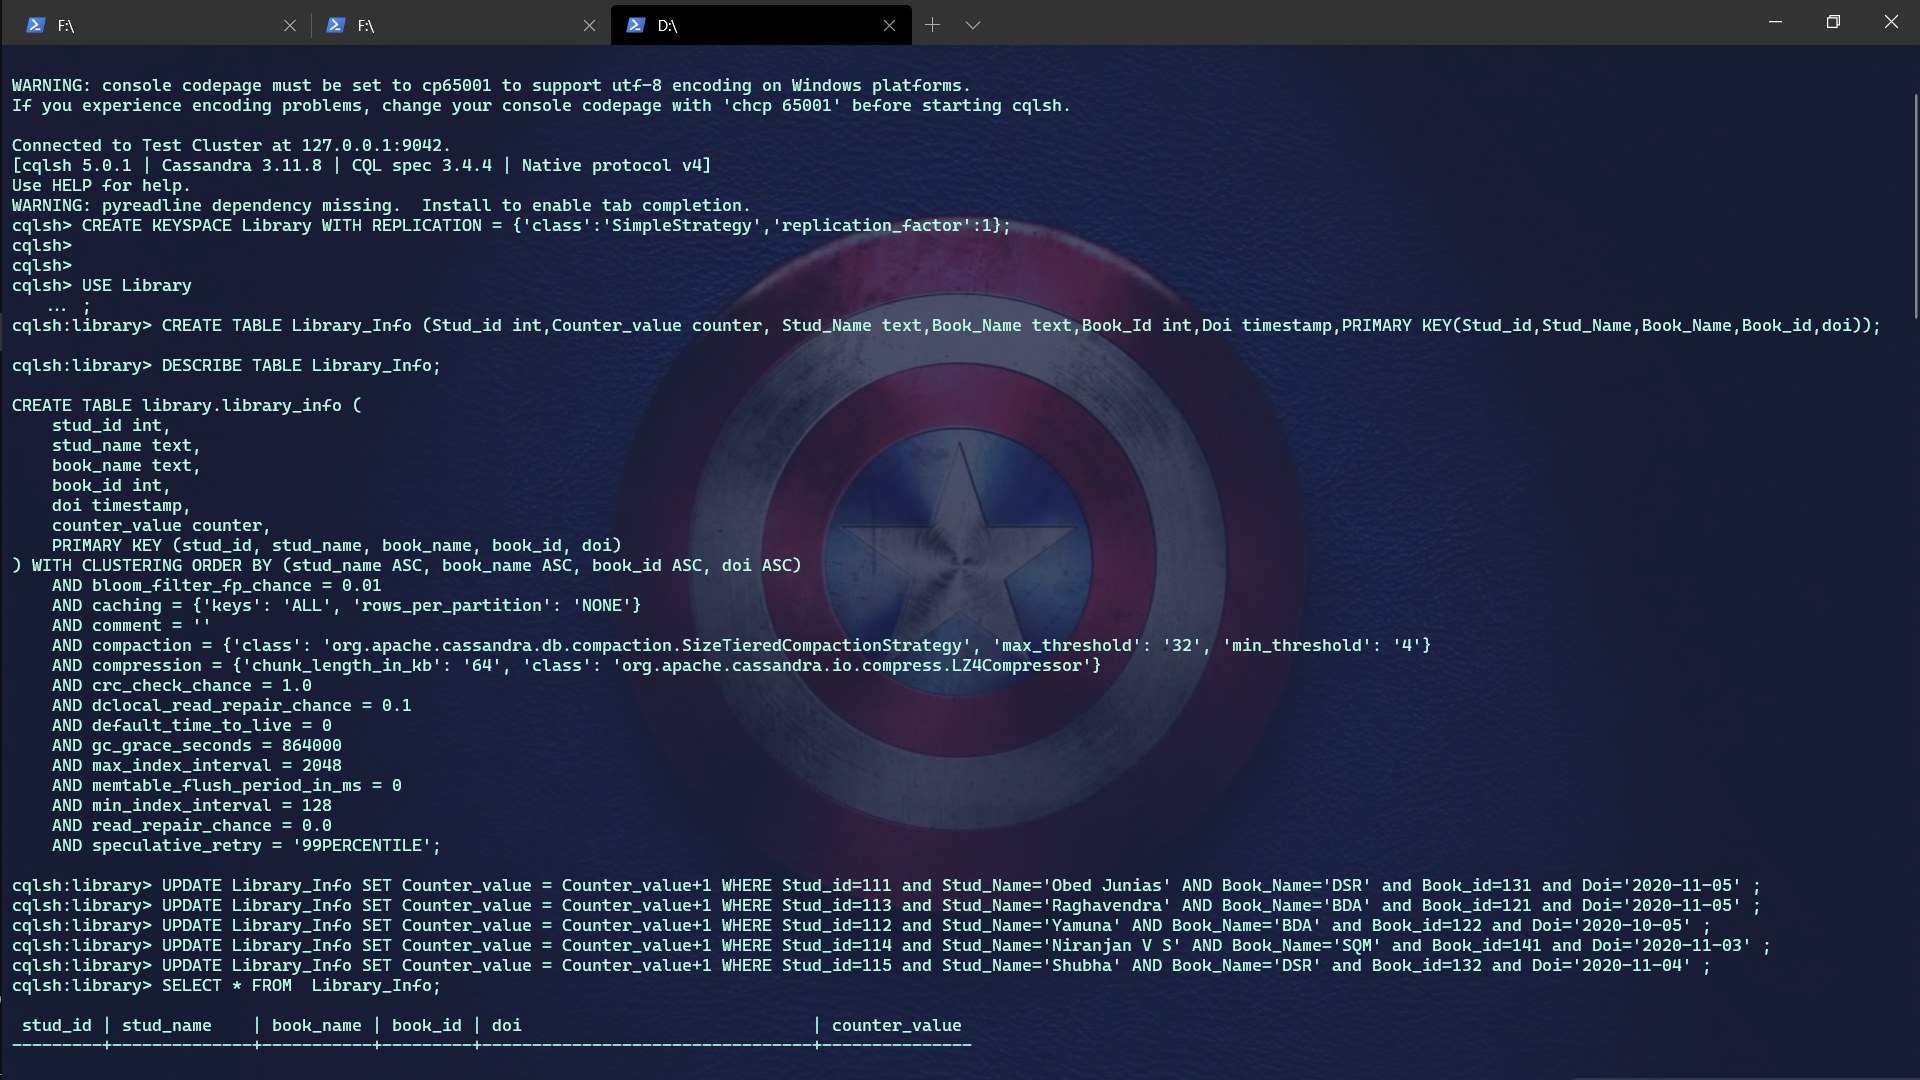 F:\
F:\
D:\
WARNING: console codepage must be set to cp65001 to support utf-8 encoding on Windows platforms.
If you experience encoding problems, change your console codepage with 'chcp 65001' before starting cqlsh.
Connected to Test Cluster at 127.0.0.1:9042.
[cqlsh 5.0.1 | Cassandra 3.11.8 | CQL spec 3.4.4 | Native protocol v4]
Use HELP for help.
WARNING: pyreadline dependency missing.  Install to enable tab completion.
cqlsh> CREATE KEYSPACE Library WITH REPLICATION = {'class':'SimpleStrategy','replication_factor':1};
cqlsh>
cqlsh>
cqlsh> USE Library
   ... ;
cqlsh:library> CREATE TABLE Library_Info (Stud_id int,Counter_value counter, Stud_Name text,Book_Name text,Book_Id int,Doi timestamp,PRIMARY KEY(Stud_id,Stud_Name,Book_Name,Book_id,doi));
cqlsh:library> DESCRIBE TABLE Library_Info;
CREATE TABLE library.library_info (
    stud_id int,
    stud_name text,
    book_name text,
    book_id int,
    doi timestamp,
    counter_value counter,
    PRIMARY KEY (stud_id, stud_name, book_name, book_id, doi)
) WITH CLUSTERING ORDER BY (stud_name ASC, book_name ASC, book_id ASC, doi ASC)
    AND bloom_filter_fp_chance = 0.01
    AND caching = {'keys': 'ALL', 'rows_per_partition': 'NONE'}
    AND comment = ''
    AND compaction = {'class': 'org.apache.cassandra.db.compaction.SizeTieredCompactionStrategy', 'max_threshold': '32', 'min_threshold': '4'}
    AND compression = {'chunk_length_in_kb': '64', 'class': 'org.apache.cassandra.io.compress.LZ4Compressor'}
    AND crc_check_chance = 1.0
    AND dclocal_read_repair_chance = 0.1
    AND default_time_to_live = 0
    AND gc_grace_seconds = 864000
    AND max_index_interval = 2048
    AND memtable_flush_period_in_ms = 0
    AND min_index_interval = 128
    AND read_repair_chance = 0.0
    AND speculative_retry = '99PERCENTILE';
cqlsh:library> UPDATE Library_Info SET Counter_value = Counter_value+1 WHERE Stud_id=111 and Stud_Name='Obed Junias' AND Book_Name='DSR' and Book_id=131 and Doi='2020-11-05' ;
cqlsh:library> UPDATE Library_Info SET Counter_value = Counter_value+1 WHERE Stud_id=113 and Stud_Name='Raghavendra' AND Book_Name='BDA' and Book_id=121 and Doi='2020-11-05' ;
cqlsh:library> UPDATE Library_Info SET Counter_value = Counter_value+1 WHERE Stud_id=112 and Stud_Name='Yamuna' AND Book_Name='BDA' and Book_id=122 and Doi='2020-10-05' ;
cqlsh:library> UPDATE Library_Info SET Counter_value = Counter_value+1 WHERE Stud_id=114 and Stud_Name='Niranjan V S' AND Book_Name='SQM' and Book_id=141 and Doi='2020-11-03' ;
cqlsh:library> UPDATE Library_Info SET Counter_value = Counter_value+1 WHERE Stud_id=115 and Stud_Name='Shubha' AND Book_Name='DSR' and Book_id=132 and Doi='2020-11-04' ;
cqlsh:library> SELECT * FROM  Library_Info;
 stud_id | stud_name    | book_name | book_id | doi                             | counter_value
---------+--------------+-----------+---------+---------------------------------+---------------